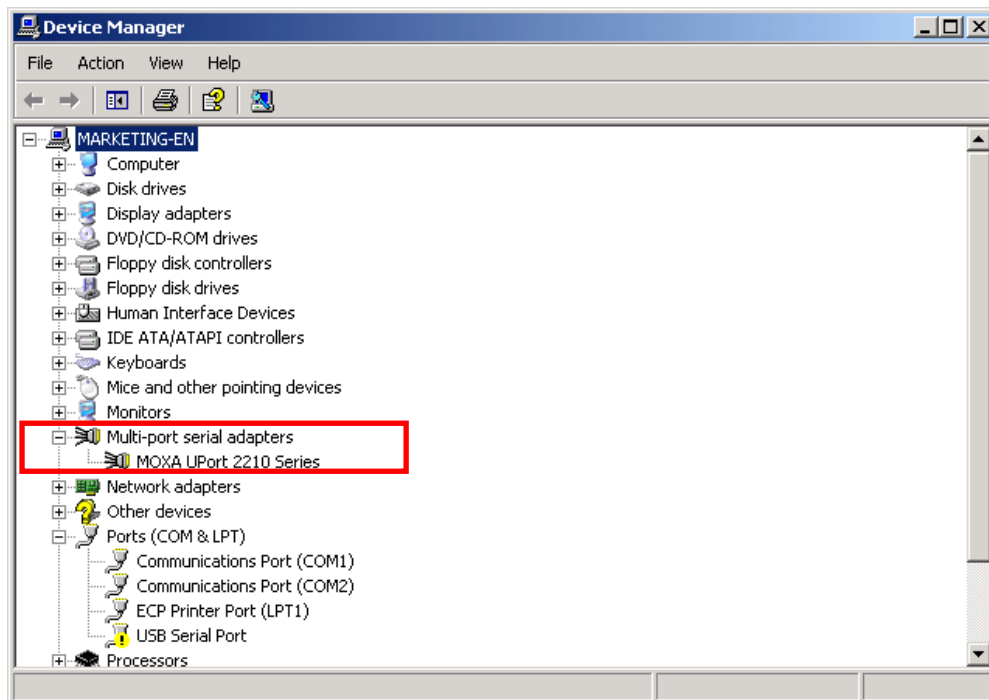 Device Manager
File Action View Help
MARKETING-EN
Computer
Disk drives
Display adapters
DVD/CD-ROM drives
Floppy disk controllers
Floppy disk drives
Human Interface Devices
IDE ATA/ATAPI controllers
Keyboards
Mice and other pointing devices
Monitors
Multi-port serial adapters
MOXA UPort 2210 Series
Network adapters
Other devices
Ports (COM & LPT)
Communications Port (COM1)
Communications Port (COM2)
ECP Printer Port (LPT1)
USB Serial Port
Processors